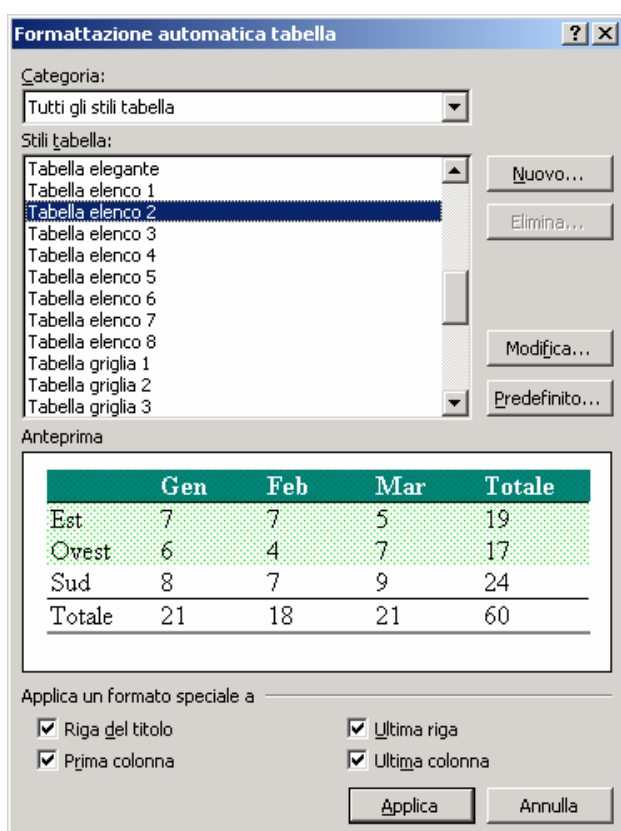 Formattazione automatica tabella
Categoria:
Tutti gli stili tabella
Stili tabella:
Tabella elegante
Tabella elenco 1
Tabella elenco 2
Tabella elenco 3
Tabella elenco 4
Tabella elenco 5
Tabella elenco 6
Tabella elenco 7
Tabella elenco 8
Tabella griglia 1
Tabella griglia 2
Tabella griglia 3
Nuovo...
Elimina...
Modifica...
Predefinito...
Anteprima
Gen Feb Mar Totale
Est 7 7 5 19
Ovest 6 4 7 17
Sud 8 7 9 24
Totale 21 18 21 60
Applica un formato speciale a
Riga del titolo
Ultima riga
Prima colonna
Ultima colonna
Applica
Annulla